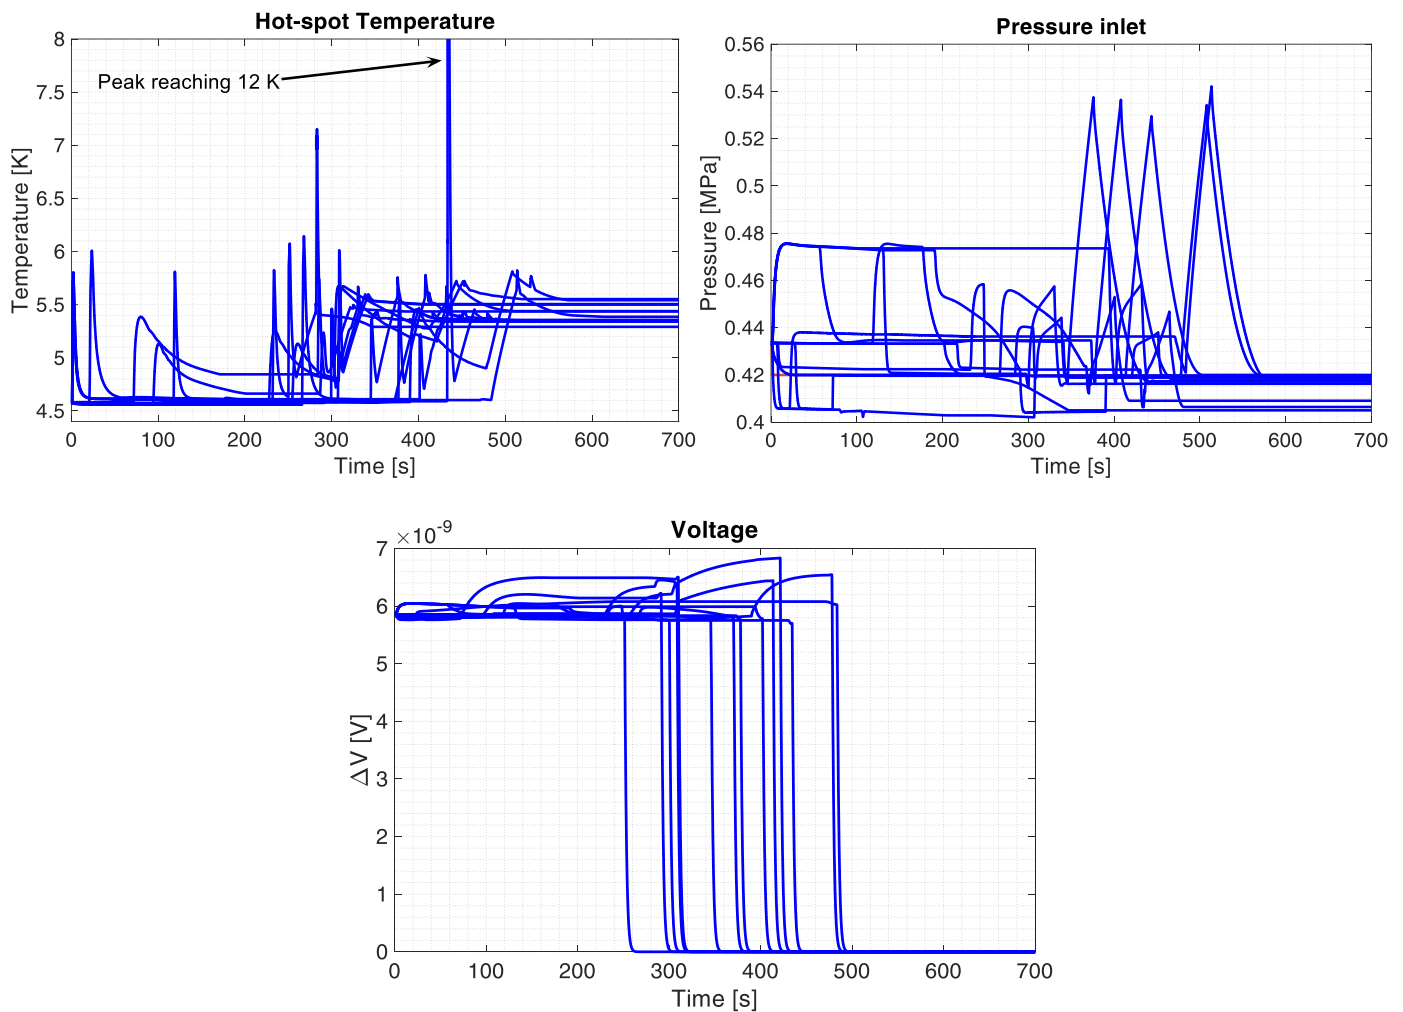 Hot-spot Temperature
Peak reaching 12 K
Temperature [K]
8
7.5
7
6.5
6
5.5
5
4.5
0 100 200 300 400 500 600 700
Time [s]
Pressure inlet
Pressure [MPa]
0.56
0.54
0.52
0.5
0.48
0.46
0.44
0.42
0.4
0 100 200 300 400 500 600 700
Time [s]
Voltage
×10-9
ΔV [V]
7
6
5
4
3
2
1
0
0 100 200 300 400 500 600 700
Time [s]